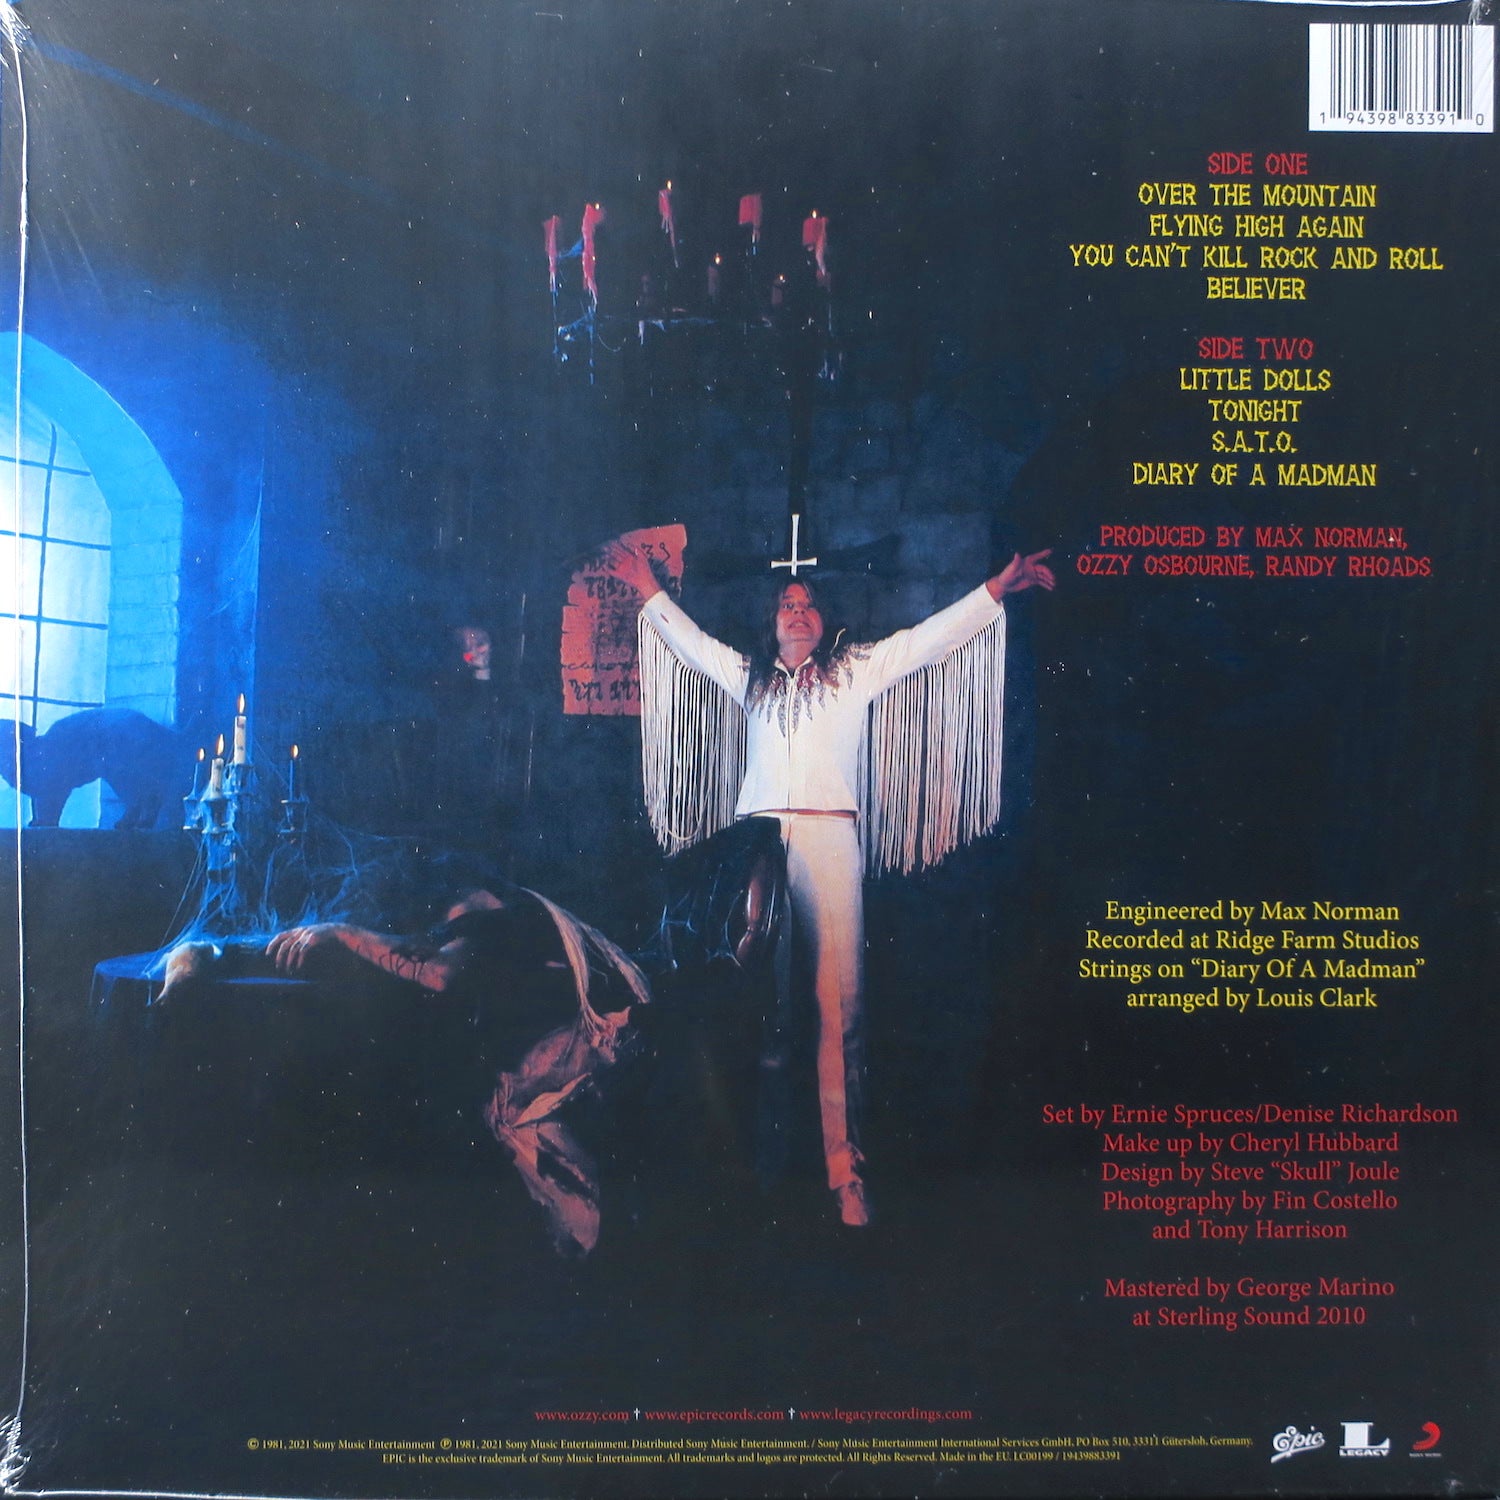 1 94398 83391 0
SIDE ONE
OVER THE MOUNTAIN
FLYING HIGH AGAIN
YOU CAN'T KILL ROCK AND ROLL
BELIEVER
SIDE TWO
LITTLE DOLLS
TONIGHT
S.A.T.O.
DIARY OF A MADMAN
PRODUCED BY MAX NORMAN,
OZZY OSBOURNE, RANDY RHOADS
Engineered by Max Norman
Recorded at Ridge Farm Studios
Strings on “Diary Of A Madman”
arranged by Louis Clark
Set by Ernie Spruces/Denise Richardson
Make up by Cheryl Hubbard
Design by Steve “Skull” Joule
Photography by Fin Costello
and Tony Harrison
Mastered by George Marino
at Sterling Sound 2010
www.ozzy.com † www.epicrecords.com † www.legacyrecordings.com
© 1981, 2021 Sony Music Entertainment ℗ 1981, 2021 Sony Music Entertainment. Distributed Sony Music Entertainment. / Sony Music Entertainment International Services GmbH, PO Box 510, 33311 Gütersloh, Germany.
EPIC is the exclusive trademark of Sony Music Entertainment. All trademarks and logos are protected. All Rights Reserved. Made in the EU. LC00199 / 19439883391
Epic
L
LEGACY
SONY MUSIC